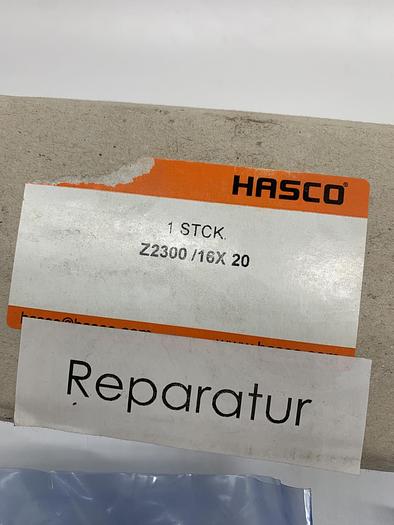 HASCO®
1 STCK.
Z2300 /16X 20
Reparatur